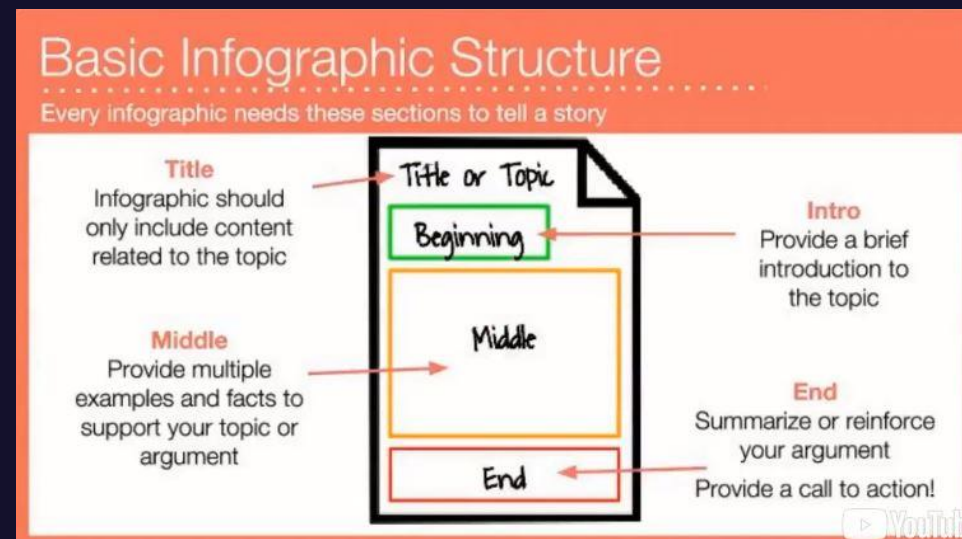 Basic Infographic Structure
Every infographic needs these sections to tell a story
Title
Infographic should
only include content
related to the topic
Title or Topic
Beginning
Intro
Provide a brief
introduction to
the topic
Middle
Provide multiple
examples and facts to
support your topic or
argument
Middle
End
Summarize or reinforce
your argument
Provide a call to action!
End
YouTub